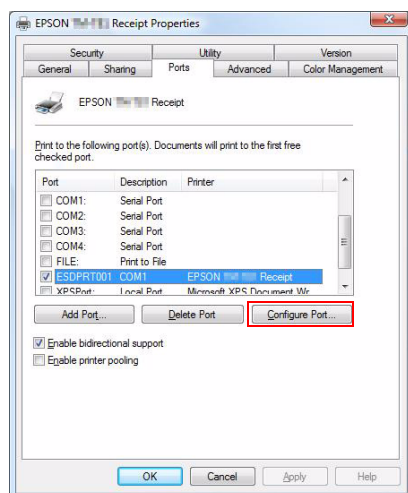 EPSON Receipt Properties
Security Utility Version
General Sharing Ports Advanced Color Management
EPSON Receipt
Print to the following port(s). Documents will print to the first free
checked port.
Port Description Printer
COM1: Serial Port
COM2: Serial Port
COM3: Serial Port
COM4: Serial Port
FILE: Print to File
ESDPRT001 COM1 EPSON Receipt
XPSPort: Local Port Microsoft XPS Document Wr
Add Port... Delete Port Configure Port...
Enable bidirectional support
Enable printer pooling
OK Cancel Apply Help